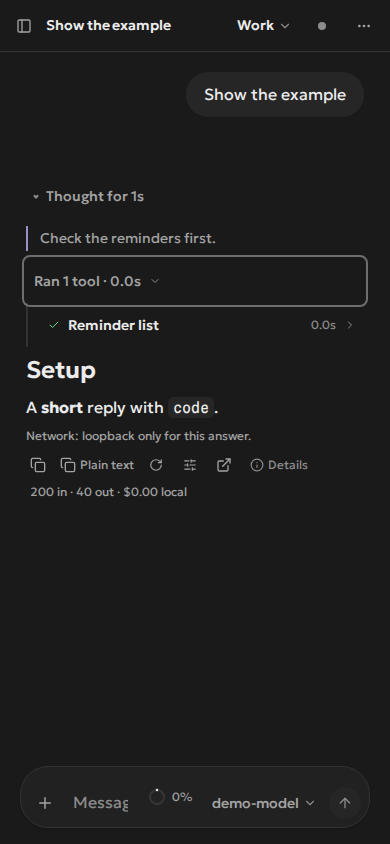 Show the example
Work
Show the example
Thought for 1s
Check the reminders first.
Ran 1 tool · 0.0s
Reminder list
0.0s
Setup
A short reply with code.
Network: loopback only for this answer.
Plain text
Details
200 in · 40 out · $0.00 local
Messag
0%
demo-model